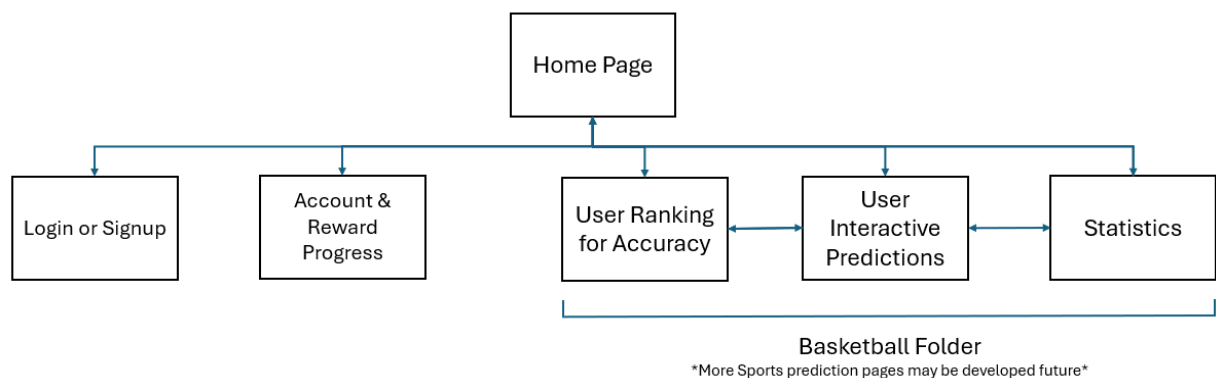 Home Page
Login or Signup
Account &
Reward
Progress
User Ranking
for Accuracy
User
Interactive
Predictions
Statistics
Basketball Folder
*More Sports prediction pages may be developed future*